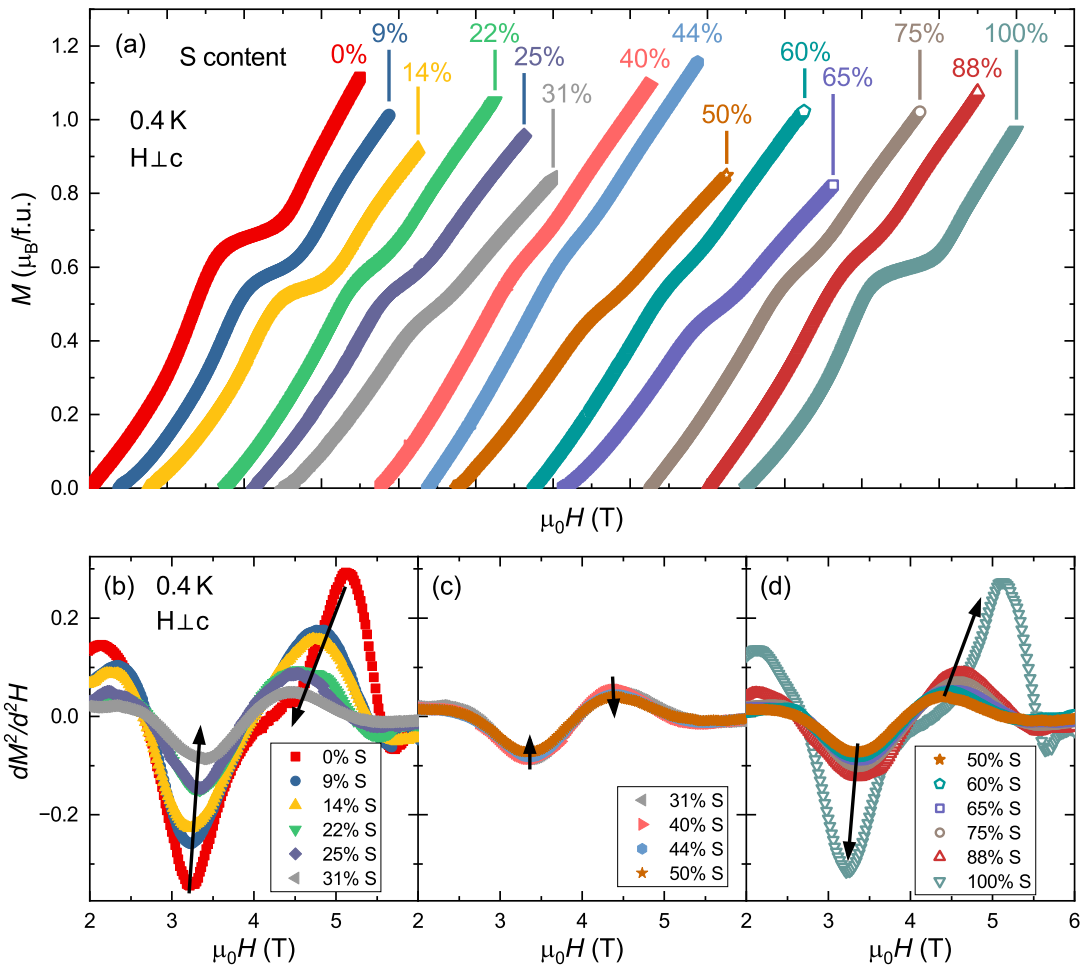 (a)
S content
0%
9%
14%
22%
25%
31%
40%
44%
50%
60%
65%
75%
88%
100%
0.4 K
H⊥c
1.2
1.0
0.8
0.6
0.4
0.2
0.0
M (μB/f.u.)
μ0H (T)
(b)
0.4 K
H⊥c
0.2
0.0
−0.2
dM²/d²H
0% S
9% S
14% S
22% S
25% S
31% S
2 3 4 5
μ0H (T)
(c)
31% S
40% S
44% S
50% S
2 3 4 5
μ0H (T)
(d)
50% S
60% S
65% S
75% S
88% S
100% S
2 3 4 5 6
μ0H (T)